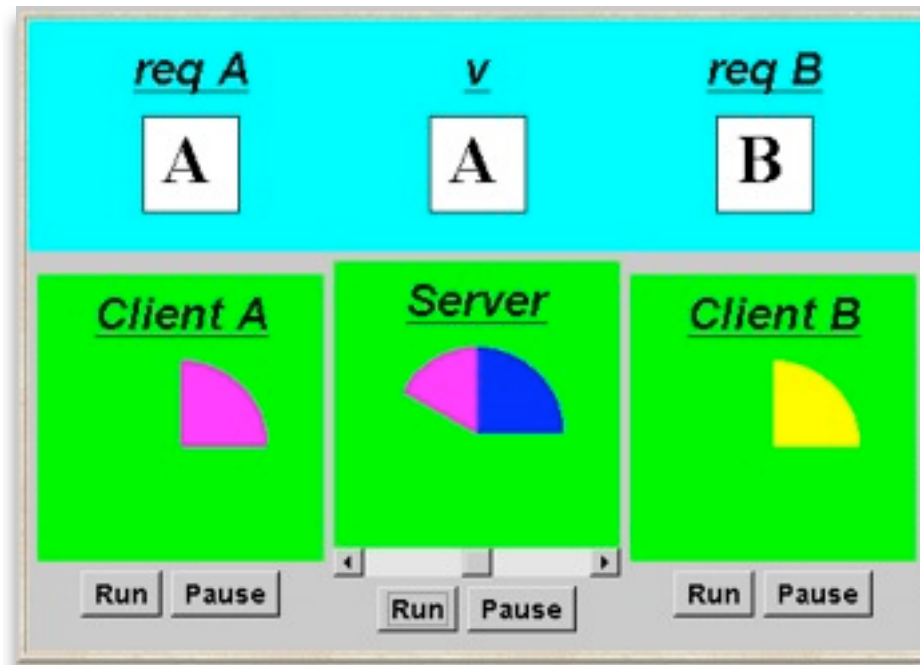 req A v req B
A A B
Client A Server Client B
Run Pause Run Pause Run Pause